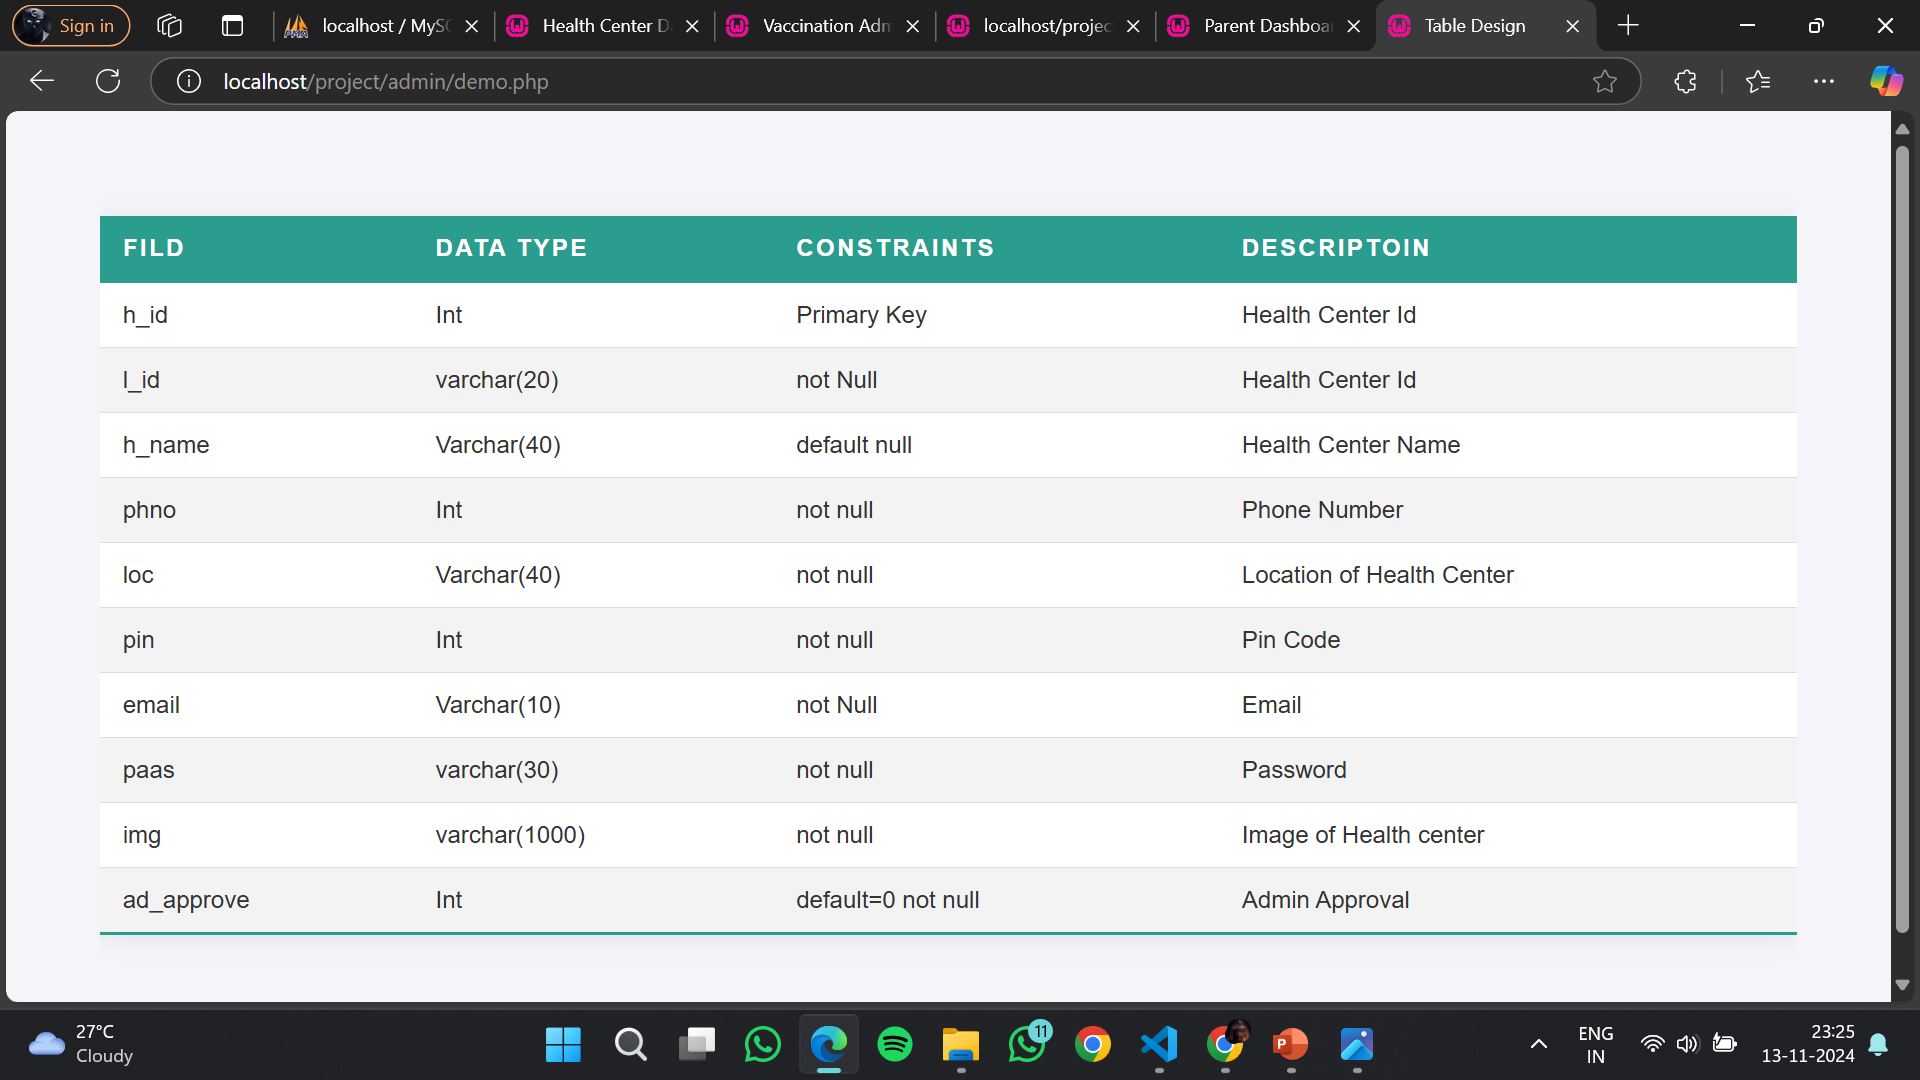 Sign in
localhost / MySC
Health Center D
Vaccination Adm
localhost/projec
Parent Dashboar
Table Design
localhost/project/admin/demo.php
FILD DATA TYPE CONSTRAINTS DESCRIPTOIN
h_id Int Primary Key Health Center Id
l_id varchar(20) not Null Health Center Id
h_name Varchar(40) default null Health Center Name
phno Int not null Phone Number
loc Varchar(40) not null Location of Health Center
pin Int not null Pin Code
email Varchar(10) not Null Email
paas varchar(30) not null Password
img varchar(1000) not null Image of Health center
ad_approve Int default=0 not null Admin Approval
27°C
Cloudy
11
ENG
IN
23:25
13-11-2024